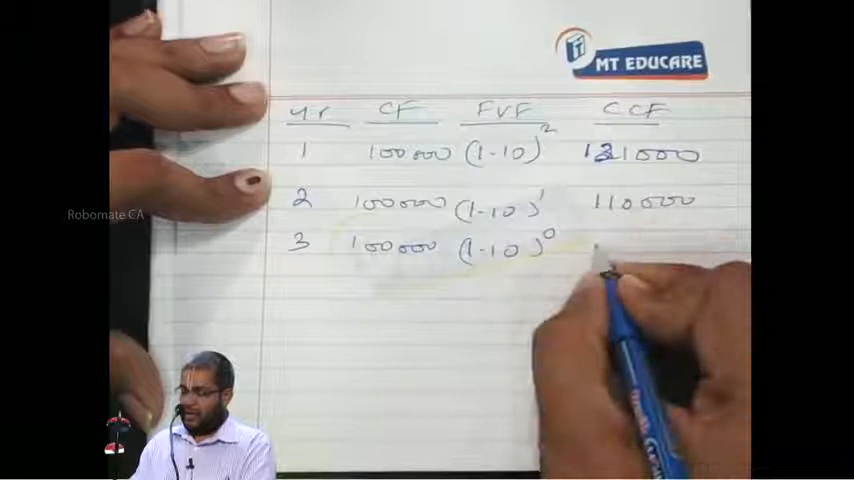 MT EDUCARE
Yr CF FVF CCF
1 100000 (1.10)^2 121000
2 100000 (1.10)^1 110000
3 100000 (1.10)^0
Robomate CA